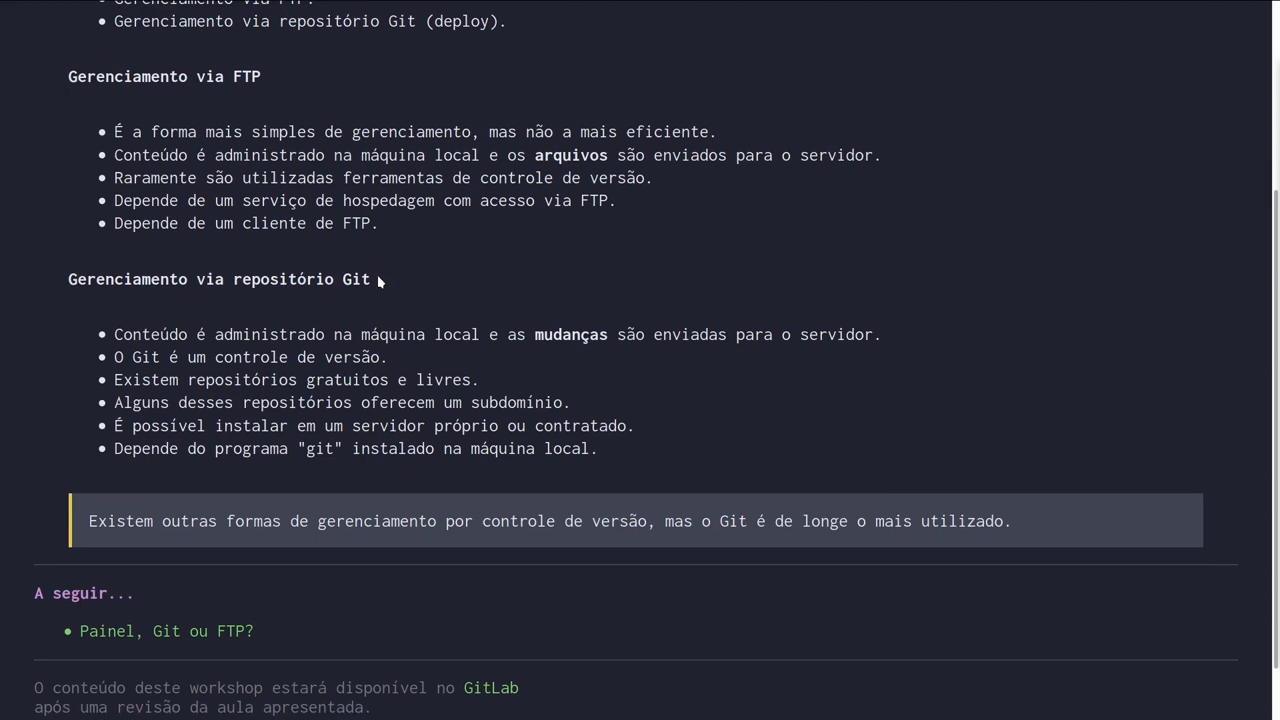 Gerenciamento via FTP.
Gerenciamento via repositório Git (deploy).
Gerenciamento via FTP
É a forma mais simples de gerenciamento, mas não a mais eficiente.
Conteúdo é administrado na máquina local e os arquivos são enviados para o servidor.
Raramente são utilizadas ferramentas de controle de versão.
Depende de um serviço de hospedagem com acesso via FTP.
Depende de um cliente de FTP.
Gerenciamento via repositório Git
Conteúdo é administrado na máquina local e as mudanças são enviadas para o servidor.
O Git é um controle de versão.
Existem repositórios gratuitos e livres.
Alguns desses repositórios oferecem um subdomínio.
É possível instalar em um servidor próprio ou contratado.
Depende do programa "git" instalado na máquina local.
Existem outras formas de gerenciamento por controle de versão, mas o Git é de longe o mais utilizado.
A seguir...
Painel, Git ou FTP?
O conteúdo deste workshop estará disponível no GitLab
após uma revisão da aula apresentada.